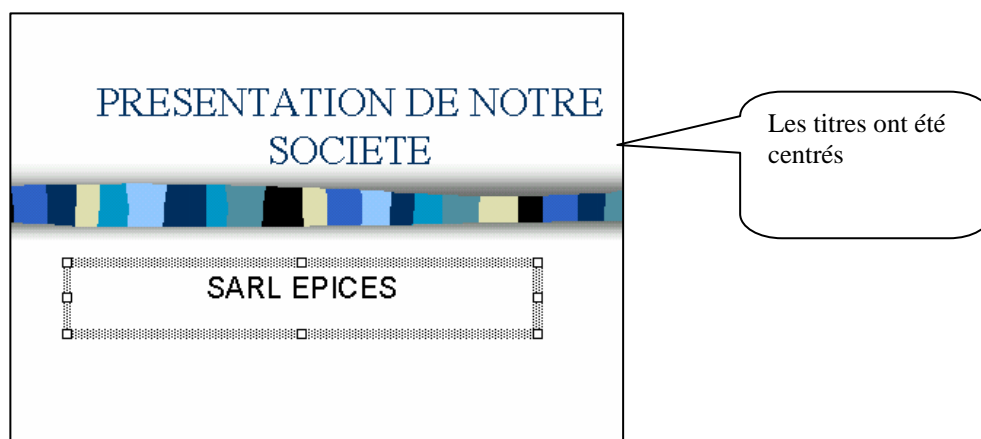 PRESENTATION DE NOTRE
SOCIETE
Les titres ont été
centrés
SARL EPICES